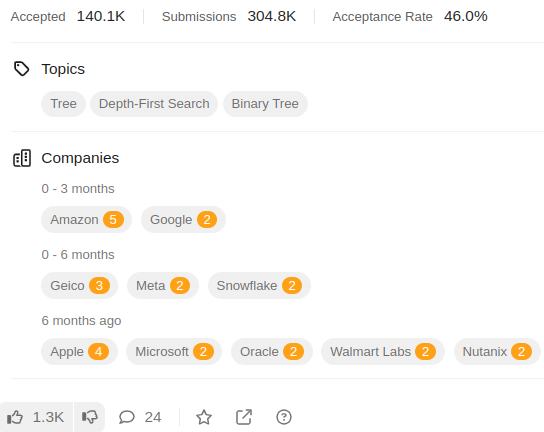 Accepted 140.1K Submissions 304.8K Acceptance Rate 46.0%
Topics
Tree Depth-First Search Binary Tree
Companies
0 - 3 months
Amazon 5 Google 2
0 - 6 months
Geico 3 Meta 2 Snowflake 2
6 months ago
Apple 4 Microsoft 2 Oracle 2 Walmart Labs 2 Nutanix 2
1.3K 24